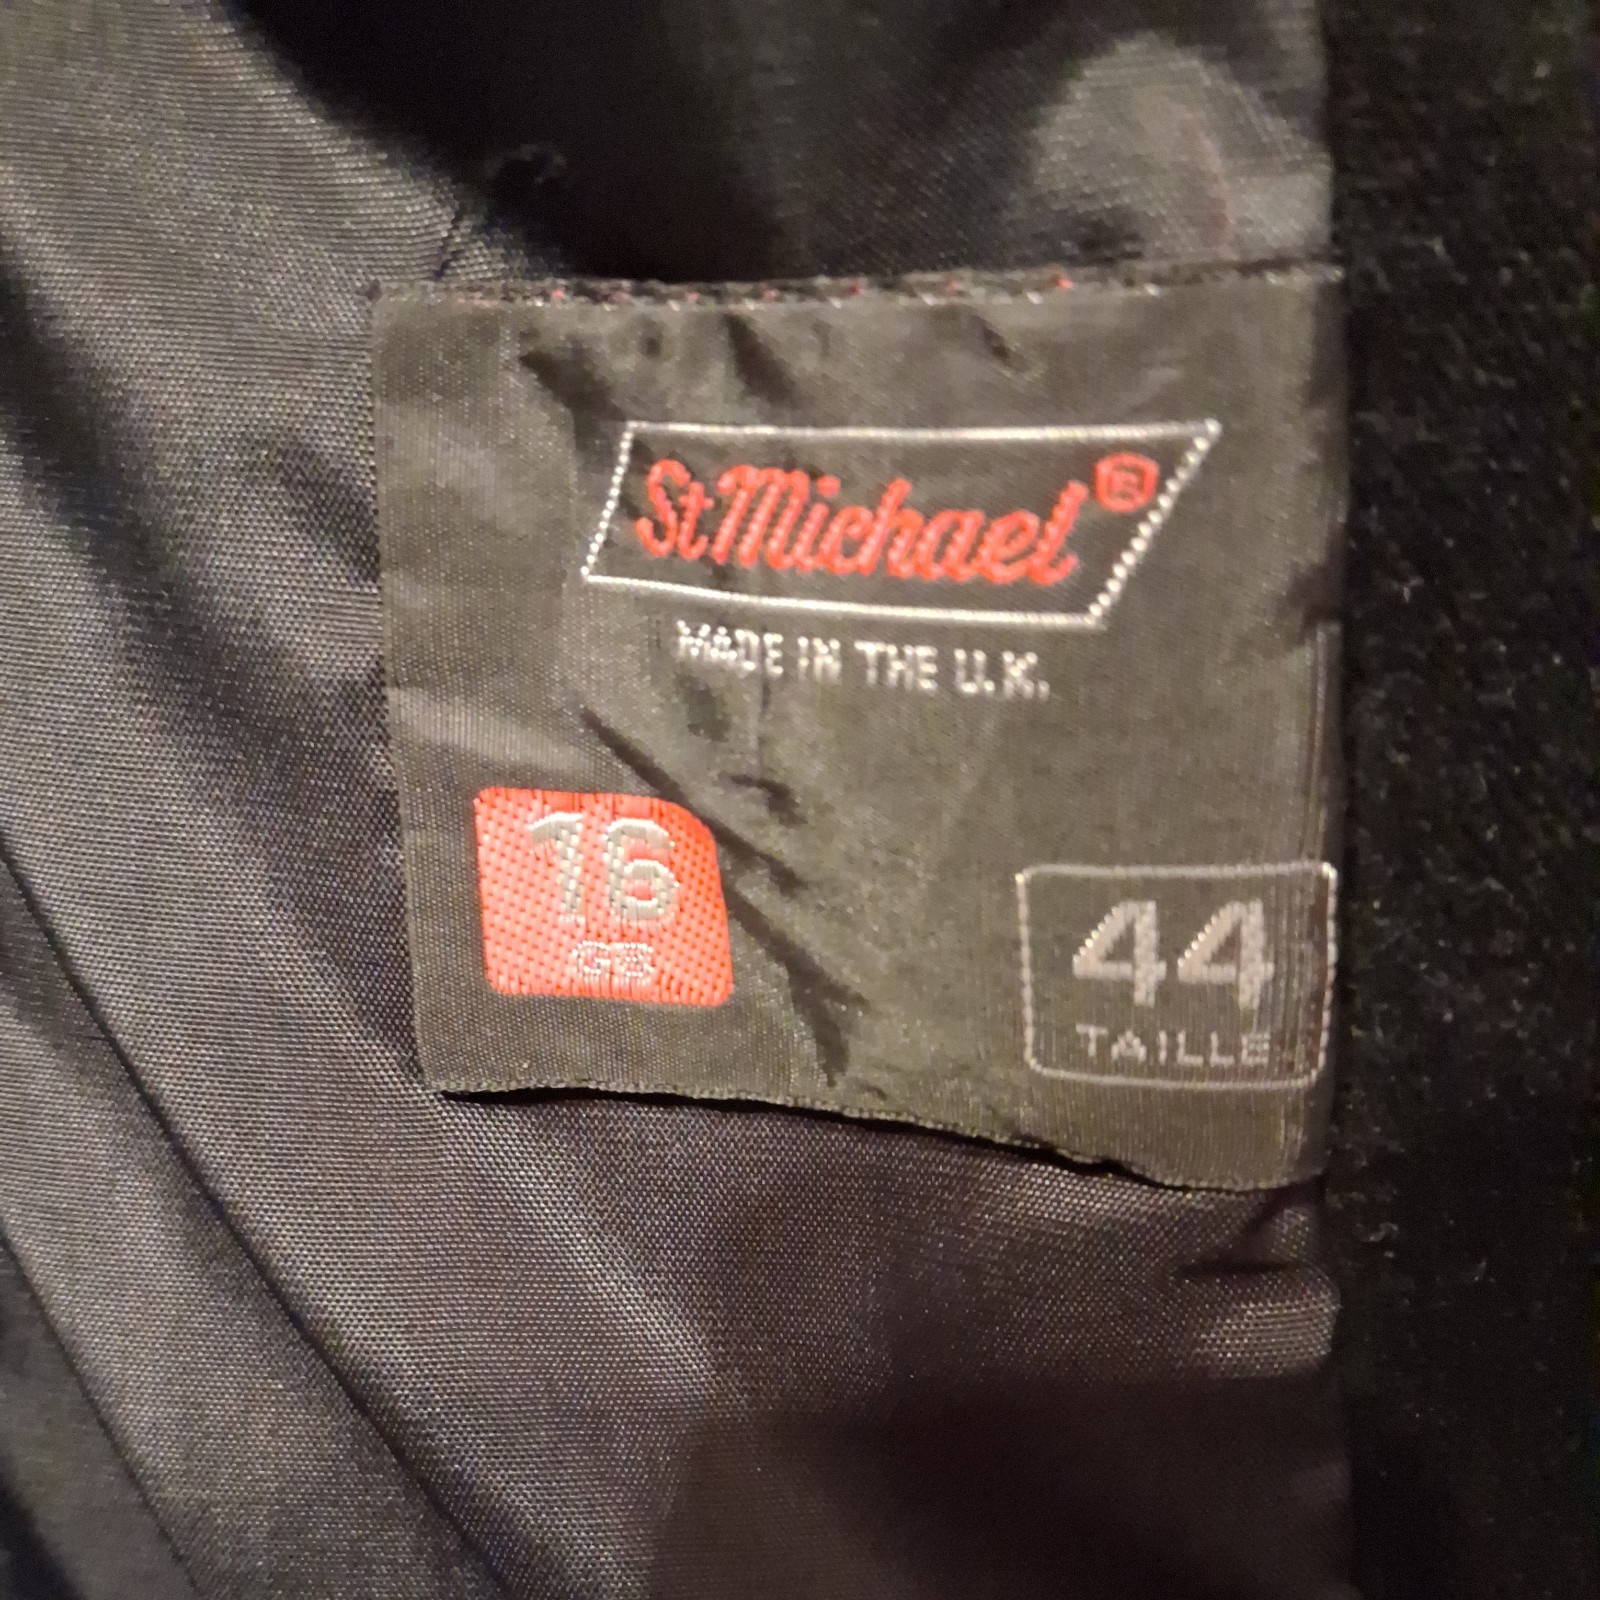 St Michael®
MADE IN THE U.K.
16
GB
44
TAILLE